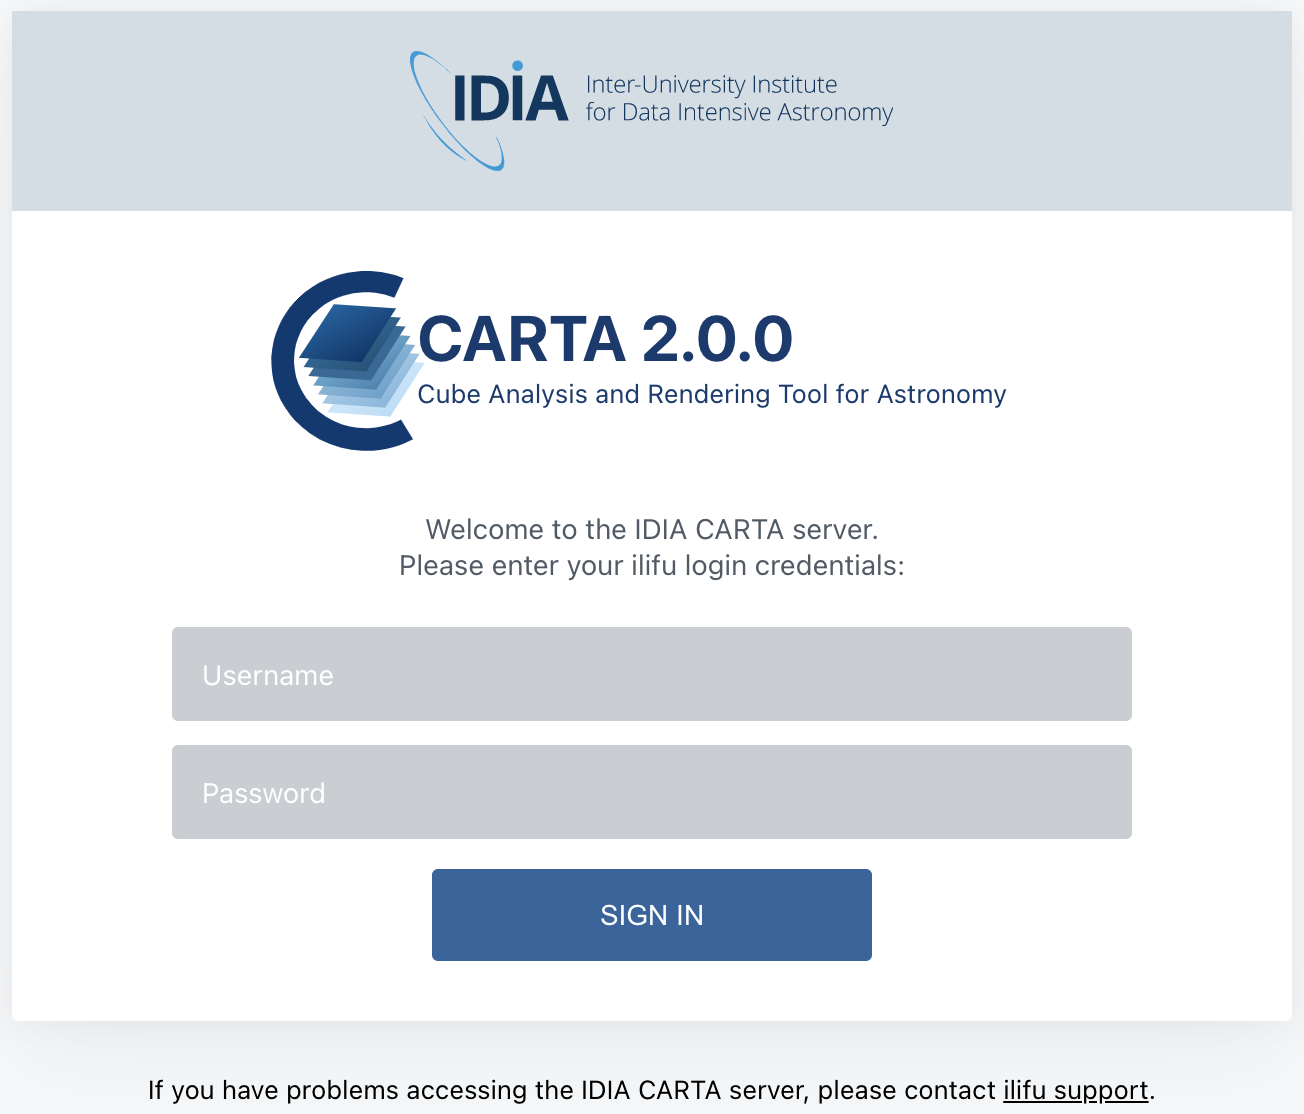 IDIA
Inter-University Institute
for Data Intensive Astronomy
CARTA 2.0.0
Cube Analysis and Rendering Tool for Astronomy
Welcome to the IDIA CARTA server.
Please enter your ilifu login credentials:
Username
Password
SIGN IN
If you have problems accessing the IDIA CARTA server, please contact ilifu support.